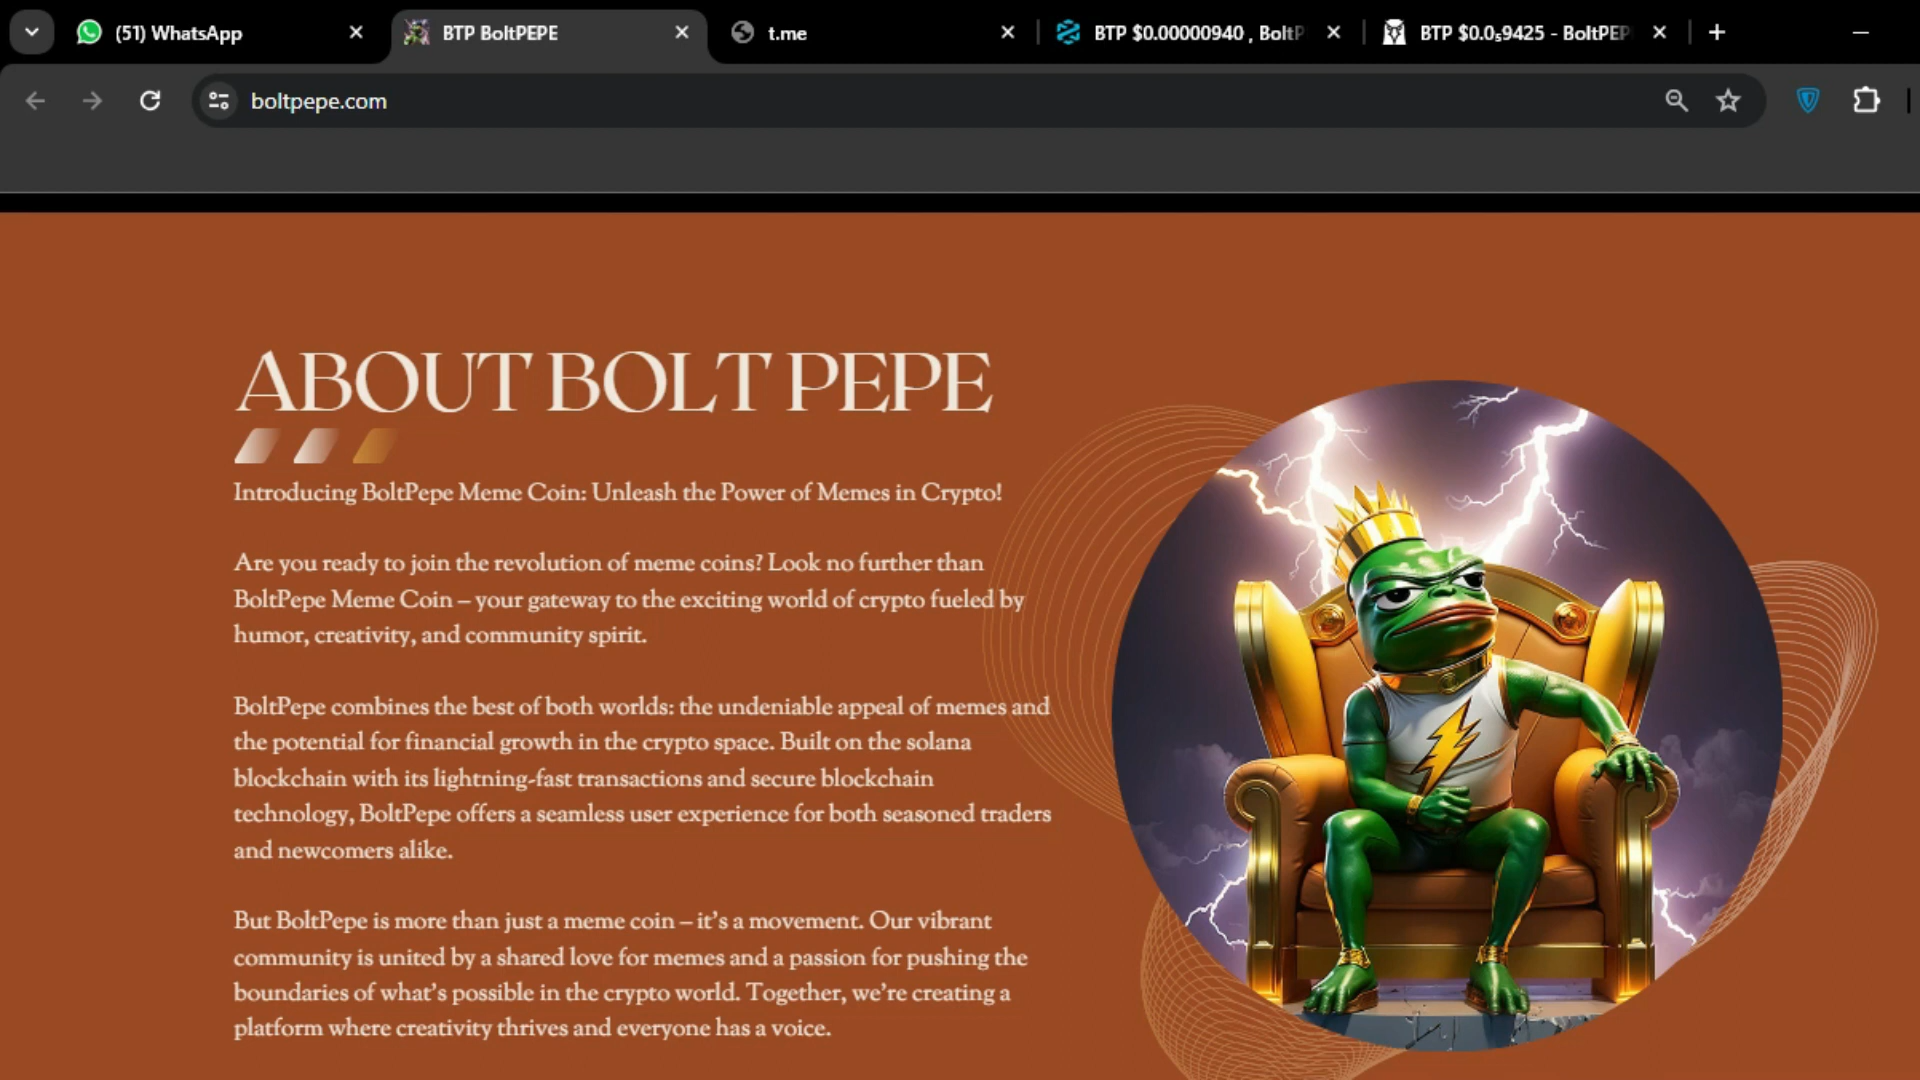 (51) WhatsApp
BTP BoltPEPE
t.me
BTP $0.00000940 , BoltP
BTP $0.0₅9425 - BoltPEP
boltpepe.com
ABOUT BOLT PEPE
Introducing BoltPepe Meme Coin: Unleash the Power of Memes in Crypto!
Are you ready to join the revolution of meme coins? Look no further than
BoltPepe Meme Coin – your gateway to the exciting world of crypto fueled by
humor, creativity, and community spirit.
BoltPepe combines the best of both worlds: the undeniable appeal of memes and
the potential for financial growth in the crypto space. Built on the solana
blockchain with its lightning-fast transactions and secure blockchain
technology, BoltPepe offers a seamless user experience for both seasoned traders
and newcomers alike.
But BoltPepe is more than just a meme coin – it’s a movement. Our vibrant
community is united by a shared love for memes and a passion for pushing the
boundaries of what’s possible in the crypto world. Together, we’re creating a
platform where creativity thrives and everyone has a voice.